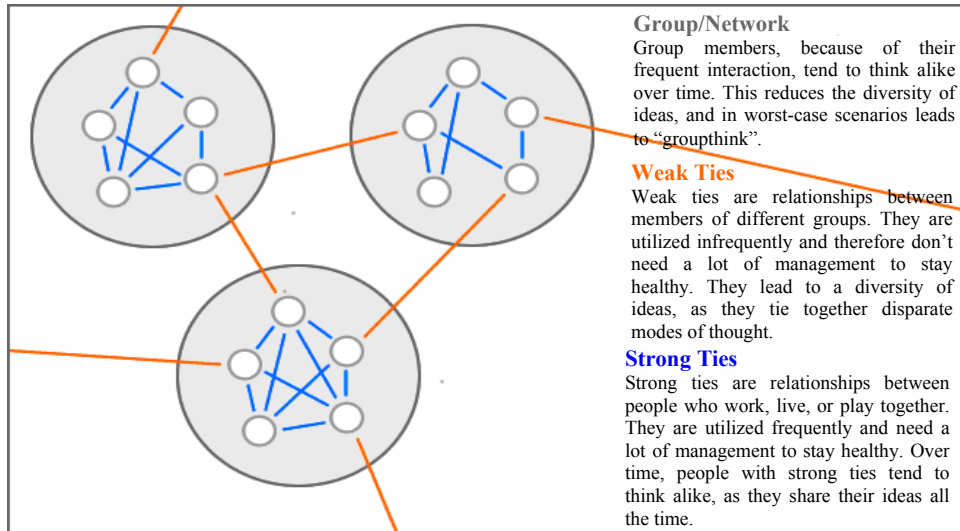 Group/Network
Group members, because of their
frequent interaction, tend to think alike
over time. This reduces the diversity of
ideas, and in worst-case scenarios leads
to “groupthink”.
Weak Ties
Weak ties are relationships between
members of different groups. They are
utilized infrequently and therefore don’t
need a lot of management to stay
healthy. They lead to a diversity of
ideas, as they tie together disparate
modes of thought.
Strong Ties
Strong ties are relationships between
people who work, live, or play together.
They are utilized frequently and need a
lot of management to stay healthy. Over
time, people with strong ties tend to
think alike, as they share their ideas all
the time.